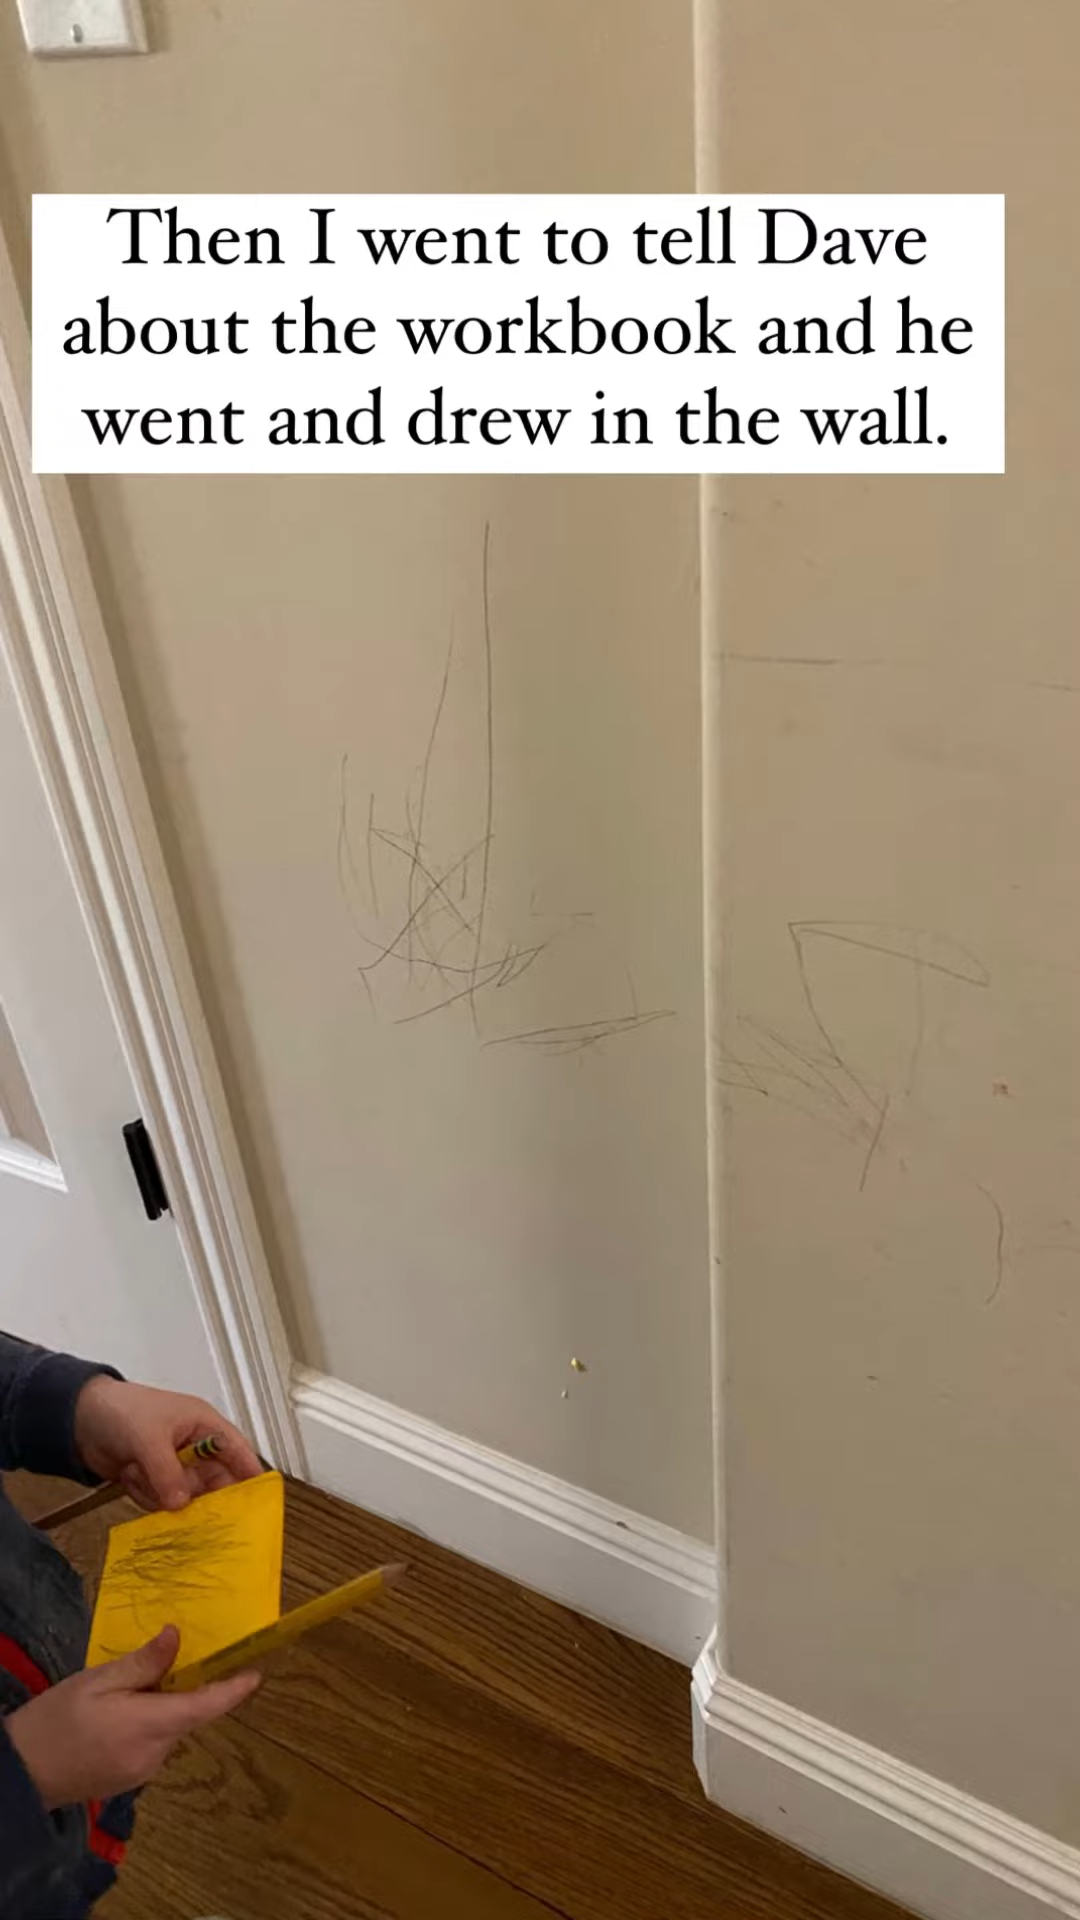 Then I went to tell Dave
about the workbook and he
went and drew in the wall.